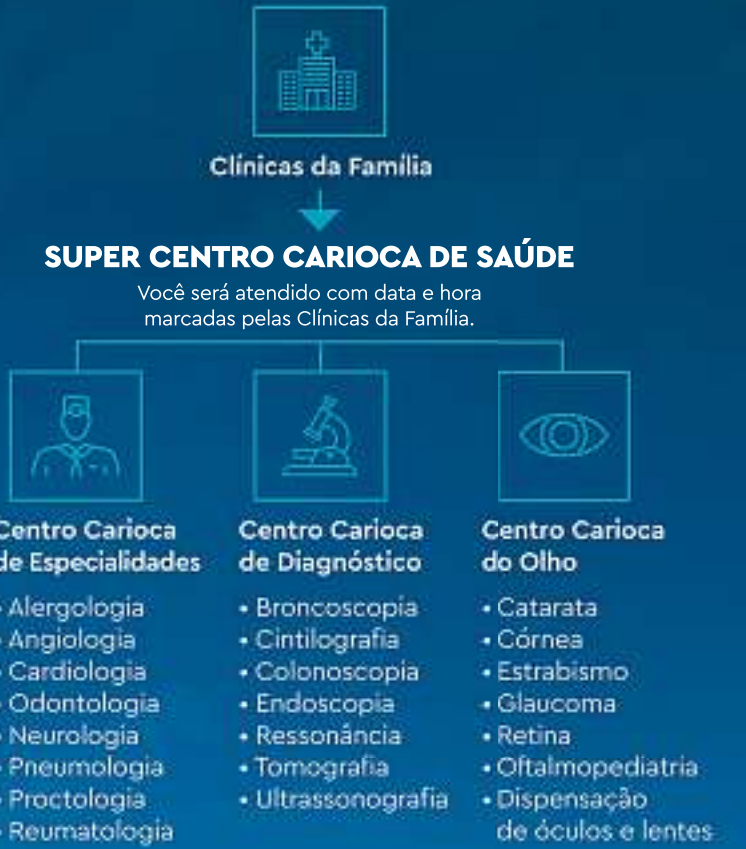 Clínicas da Família
SUPER CENTRO CARIOCA DE SAÚDE
Você será atendido com data e hora
marcadas pelas Clínicas da Família.
Centro Carioca
de Especialidades
• Alergologia
• Angiologia
• Cardiologia
• Odontologia
• Neurologia
• Pneumologia
• Proctologia
• Reumatologia
Centro Carioca
de Diagnóstico
• Broncoscopia
• Cintilografia
• Colonoscopia
• Endoscopia
• Ressonância
• Tomografia
• Ultrassonografia
Centro Carioca
do Olho
• Catarata
• Córnea
• Estrabismo
• Glaucoma
• Retina
• Oftalmopediatria
• Dispensação
de óculos e lentes